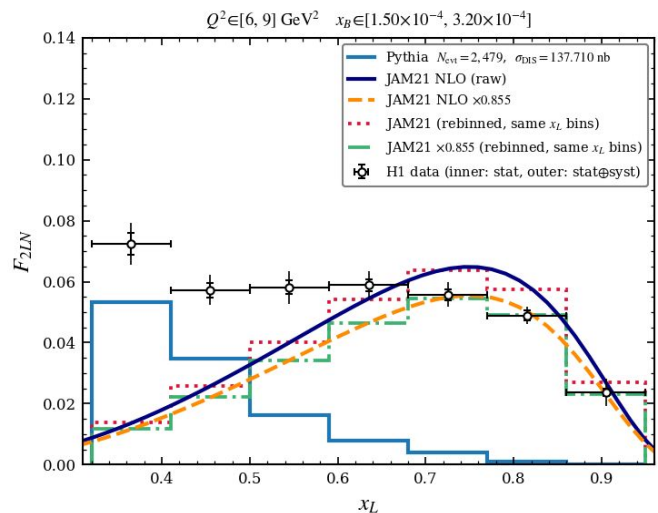 Q²∈[6, 9] GeV² x_B∈[1.50×10⁻⁴, 3.20×10⁻⁴]
0.14
0.12
0.10
0.08
0.06
0.04
0.02
0.00
F_{2LN}
Pythia N_evt = 2,479, σ_DIS = 137.710 nb
JAM21 NLO (raw)
JAM21 NLO ×0.855
JAM21 (rebinned, same x_L bins)
JAM21 ×0.855 (rebinned, same x_L bins)
H1 data (inner: stat, outer: stat⊕syst)
0.4 0.5 0.6 0.7 0.8 0.9
x_L